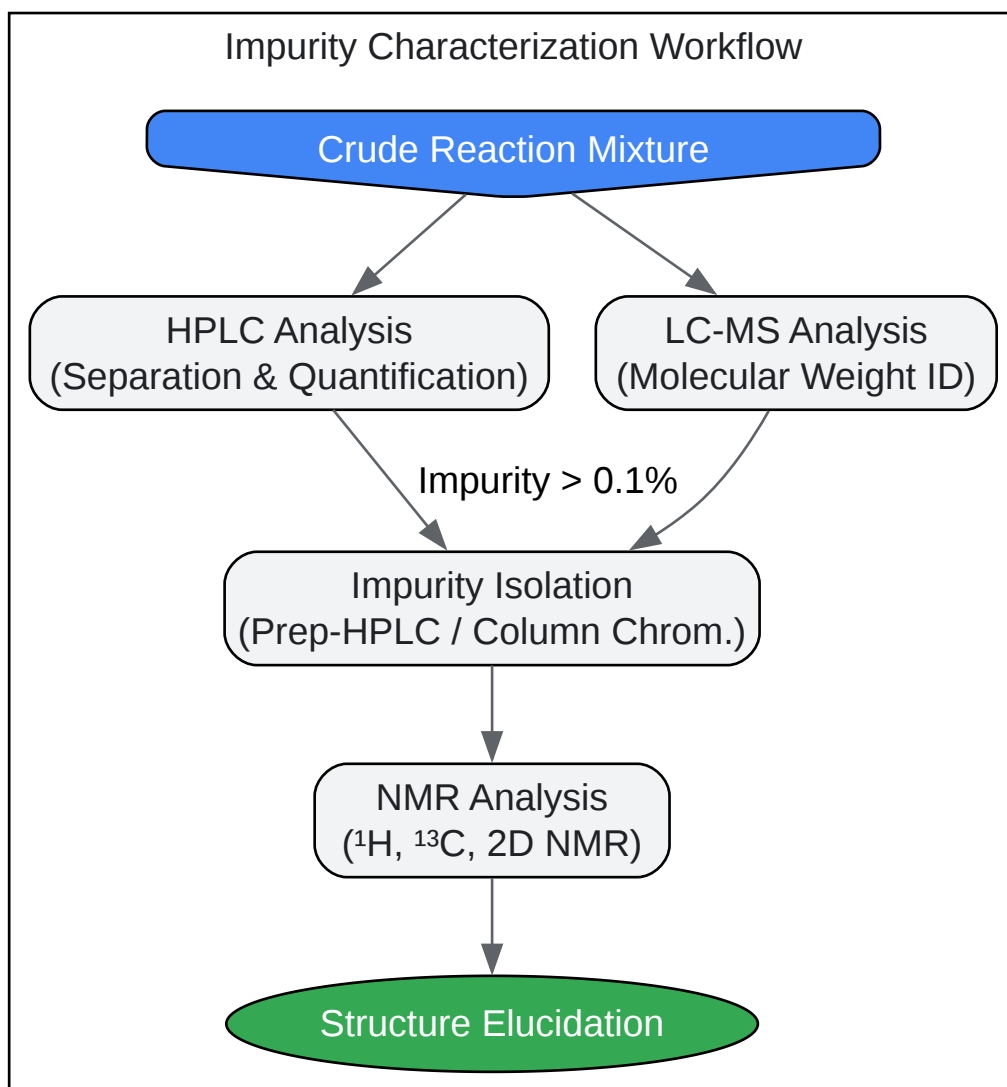 Impurity Characterization Workflow
Crude Reaction Mixture
HPLC Analysis
(Separation & Quantification)
LC-MS Analysis
(Molecular Weight ID)
Impurity > 0.1%
Impurity Isolation
(Prep-HPLC / Column Chrom.)
NMR Analysis
(¹H, ¹³C, 2D NMR)
Structure Elucidation